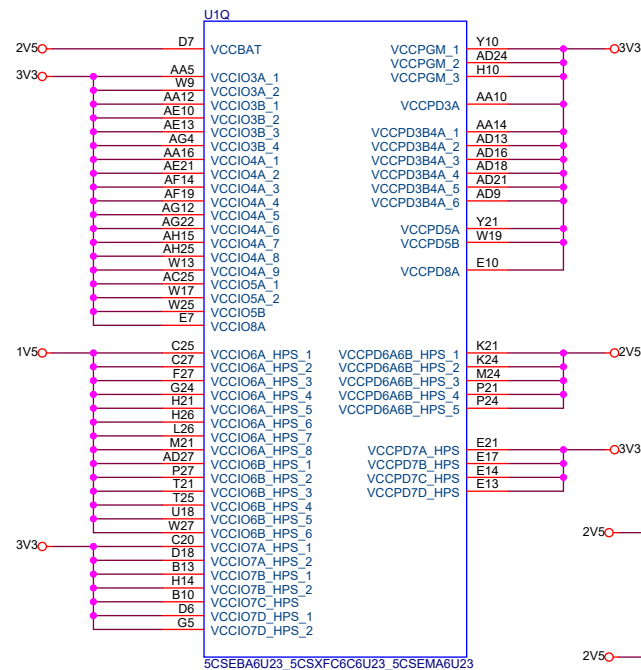 U1Q
2V5 D7 VCCBAT
3V3 AA5 VCCIO3A_1
W9 VCCIO3A_2
AA12 VCCIO3B_1
AE10 VCCIO3B_2
AE13 VCCIO3B_3
AG4 VCCIO3B_4
AA16 VCCIO4A_1
AE21 VCCIO4A_2
AF14 VCCIO4A_3
AF19 VCCIO4A_4
AG12 VCCIO4A_5
AG22 VCCIO4A_6
AH15 VCCIO4A_7
AH25 VCCIO4A_8
W13 VCCIO4A_9
AC25 VCCIO5A_1
W17 VCCIO5A_2
W25 VCCIO5B
E7 VCCIO8A
1V5 C25 VCCIO6A_HPS_1
C27 VCCIO6A_HPS_2
F27 VCCIO6A_HPS_3
G24 VCCIO6A_HPS_4
H21 VCCIO6A_HPS_5
H26 VCCIO6A_HPS_6
L26 VCCIO6A_HPS_7
M21 VCCIO6A_HPS_8
AD27 VCCIO6B_HPS_1
P27 VCCIO6B_HPS_2
T21 VCCIO6B_HPS_3
T25 VCCIO6B_HPS_4
U18 VCCIO6B_HPS_5
W27 VCCIO6B_HPS_6
3V3 C20 VCCIO7A_HPS_1
D18 VCCIO7A_HPS_2
B13 VCCIO7B_HPS_1
H14 VCCIO7B_HPS_2
B10 VCCIO7C_HPS
D6 VCCIO7D_HPS_1
G5 VCCIO7D_HPS_2
VCCPGM_1 Y10 3V3
VCCPGM_2 AD24
VCCPGM_3 H10
VCCPD3A AA10
VCCPD3B4A_1 AA14
VCCPD3B4A_2 AD13
VCCPD3B4A_3 AD16
VCCPD3B4A_4 AD18
VCCPD3B4A_5 AD21
VCCPD3B4A_6 AD9
VCCPD5A Y21
VCCPD5B W19
VCCPD8A E10
VCCPD6A6B_HPS_1 K21 2V5
VCCPD6A6B_HPS_2 K24
VCCPD6A6B_HPS_3 M24
VCCPD6A6B_HPS_4 P21
VCCPD6A6B_HPS_5 P24
VCCPD7A_HPS E21 3V3
VCCPD7B_HPS E17
VCCPD7C_HPS E14
VCCPD7D_HPS E13
2V5
2V5
5CSEBA6U23_5CSXFC6C6U23_5CSEMA6U23